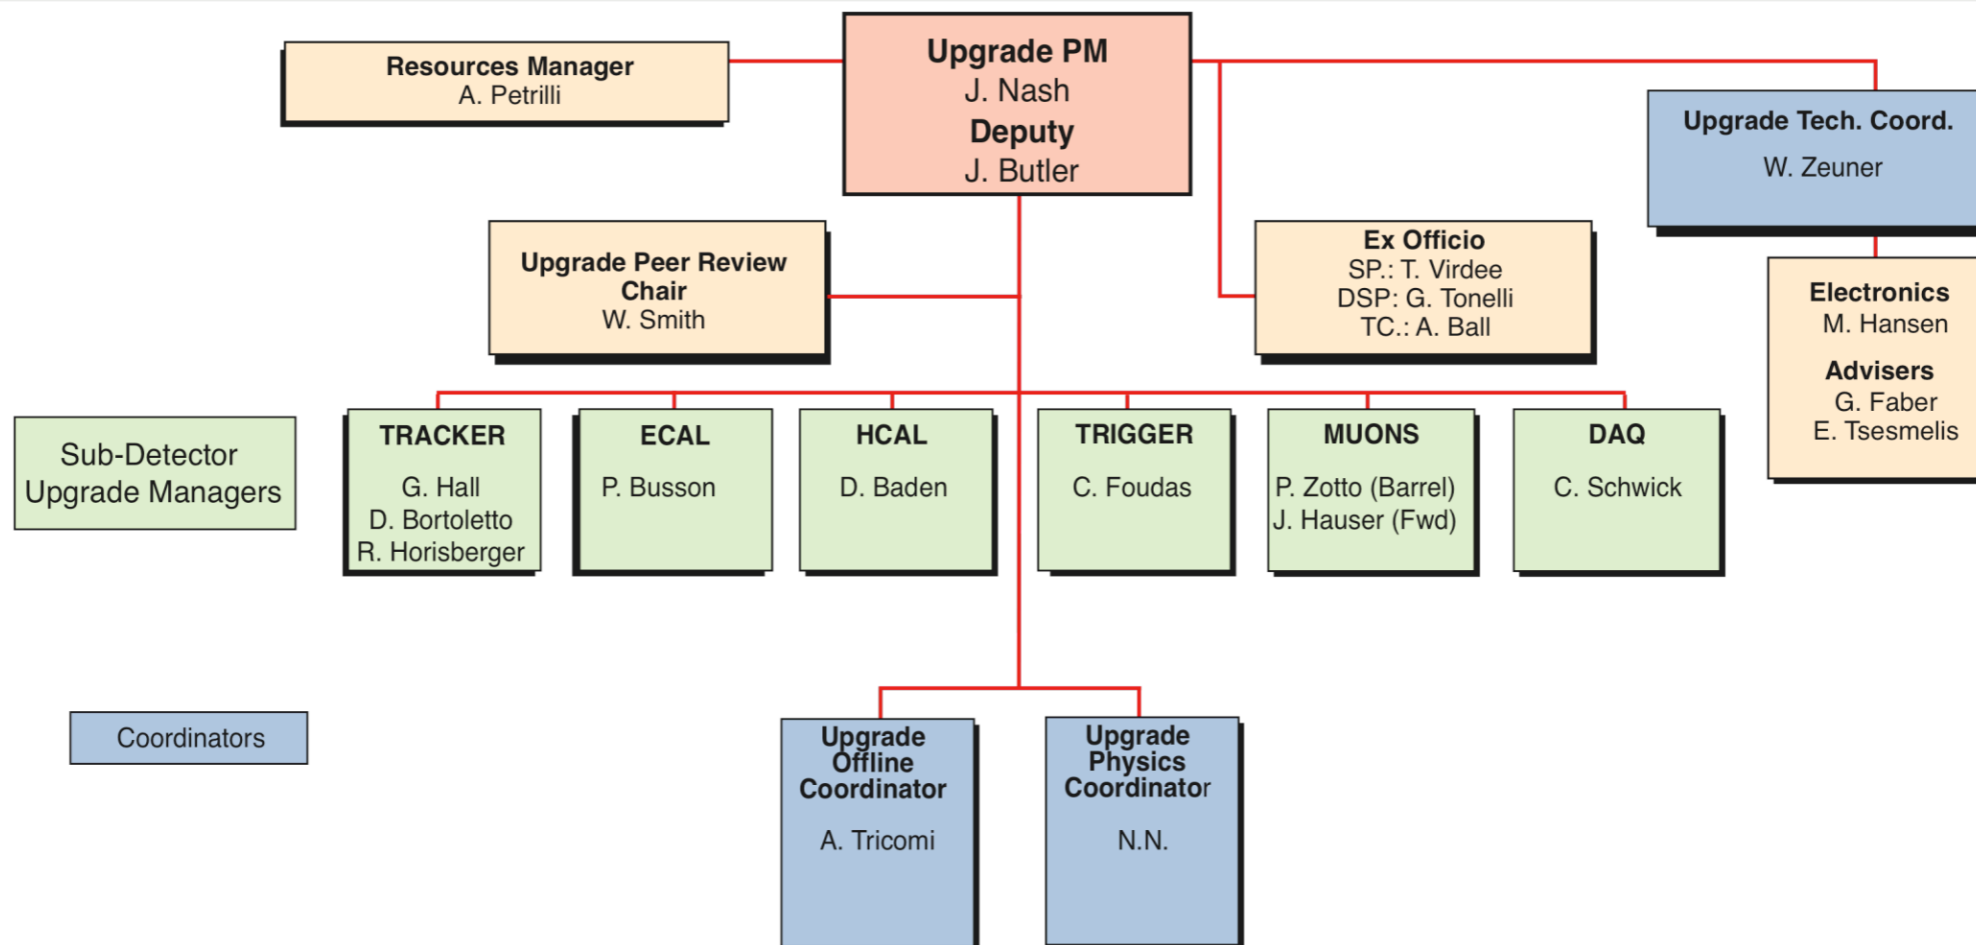 Upgrade PM
J. Nash
Deputy
J. Butler
Resources Manager
A. Petrilli
Upgrade Tech. Coord.
W. Zeuner
Upgrade Peer Review
Chair
W. Smith
Ex Officio
SP.: T. Virdee
DSP: G. Tonelli
TC.: A. Ball
Electronics
M. Hansen
Advisers
G. Faber
E. Tsesmelis
Sub-Detector
Upgrade Managers
TRACKER
G. Hall
D. Bortoletto
R. Horisberger
ECAL
P. Busson
HCAL
D. Baden
TRIGGER
C. Foudas
MUONS
P. Zotto (Barrel)
J. Hauser (Fwd)
DAQ
C. Schwick
Coordinators
Upgrade
Offline
Coordinator
A. Tricomi
Upgrade
Physics
Coordinator
N.N.